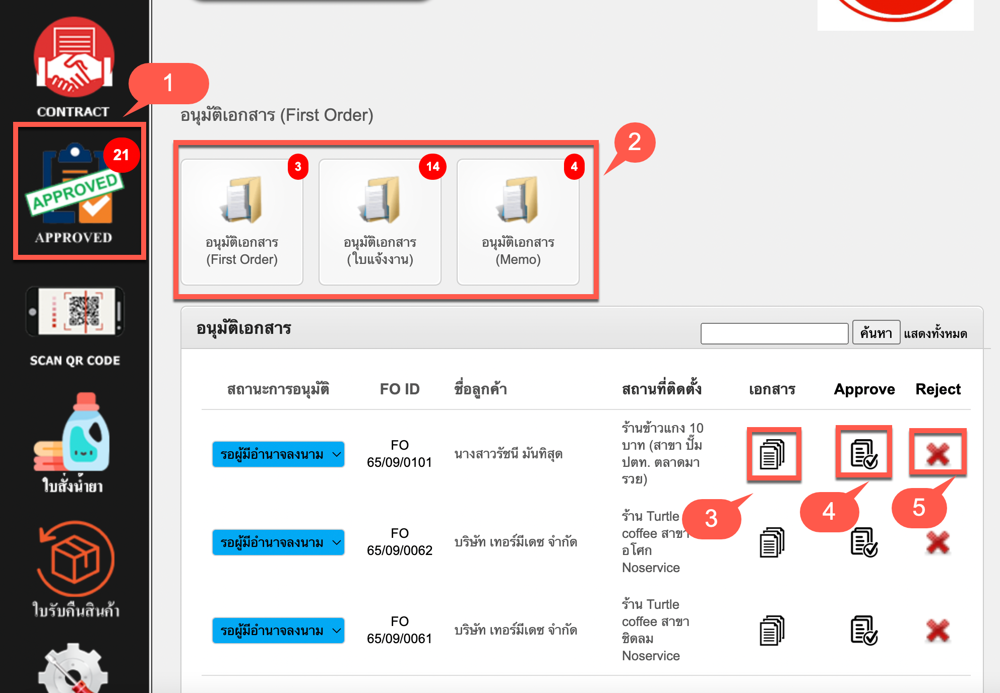 CONTRACT
1
21
APPROVED
APPROVED
SCAN QR CODE
ใบสั่งน้ำยา
ใบรับคืนสินค้า
อนุมัติเอกสาร (First Order)
2
3
อนุมัติเอกสาร
(First Order)
14
อนุมัติเอกสาร
(ใบแจ้งงาน)
4
อนุมัติเอกสาร
(Memo)
อนุมัติเอกสาร
ค้นหา แสดงทั้งหมด
สถานะการอนุมัติ FO ID ชื่อลูกค้า สถานที่ติดตั้ง เอกสาร Approve Reject
รอผู้มีอำนาจลงนาม
FO
65/09/0101
นางสาวรัชนี มันทิสุด
ร้านข้าวแกง 10
บาท (สาขา ปั๊ม
ปตท. ตลาดมา
รวย)
3
4
5
รอผู้มีอำนาจลงนาม
FO
65/09/0062
บริษัท เทอร์มีเดซ จำกัด
ร้าน Turtle
coffee สาขา
อโศก
Noservice
รอผู้มีอำนาจลงนาม
FO
65/09/0061
บริษัท เทอร์มีเดซ จำกัด
ร้าน Turtle
coffee สาขา
ชิดลม
Noservice